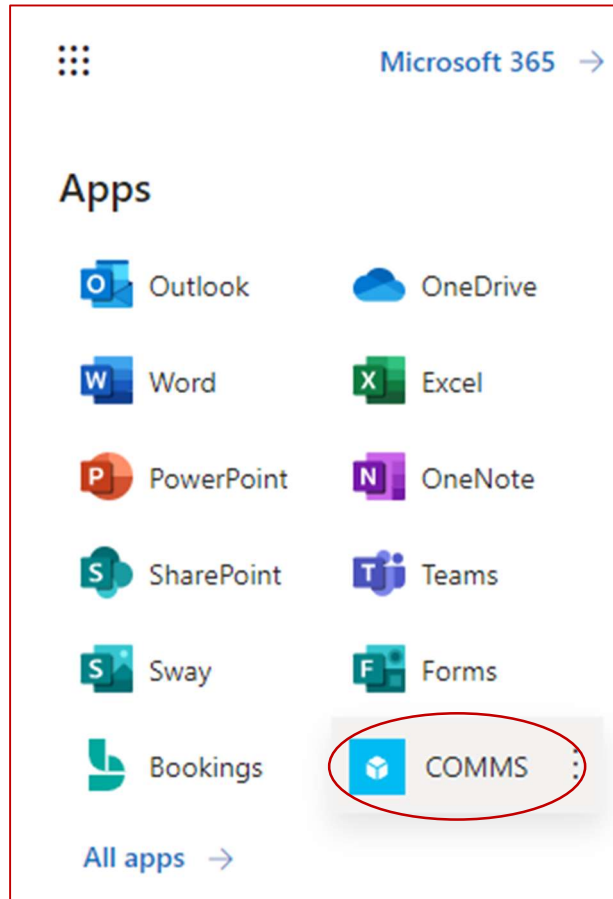 Microsoft 365 →
Apps
Outlook OneDrive
Word Excel
PowerPoint OneNote
SharePoint Teams
Sway Forms
Bookings COMMS
All apps →